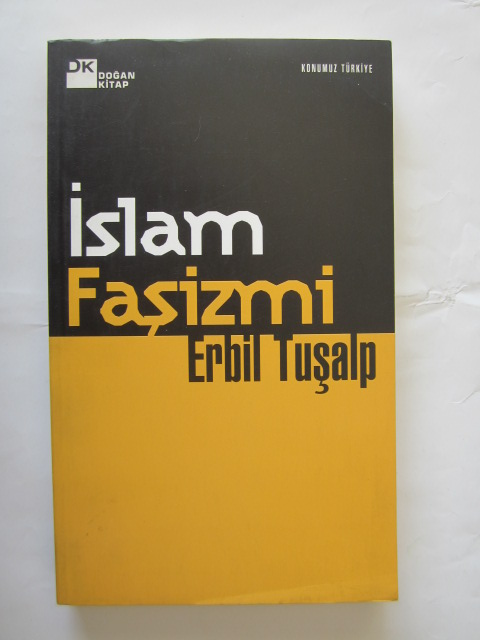 DK
DOĞAN
KİTAP
KONUMUZ TÜRKİYE
İslam
Faşizmi
Erbil Tuşalp